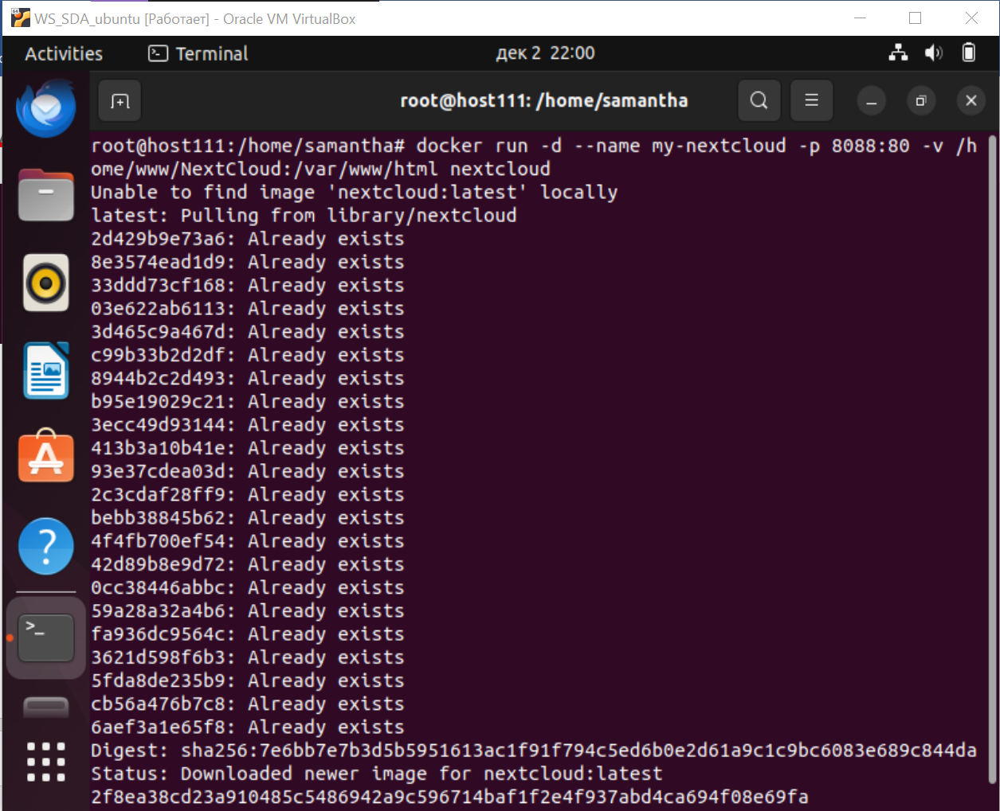 WS_SDA_ubuntu [Работает] - Oracle VM VirtualBox
Activities
Terminal
дек 2 22:00
root@host111: /home/samantha
root@host111:/home/samantha# docker run -d --name my-nextcloud -p 8088:80 -v /h
ome/www/NextCloud:/var/www/html nextcloud
Unable to find image 'nextcloud:latest' locally
latest: Pulling from library/nextcloud
2d429b9e73a6: Already exists
8e3574ead1d9: Already exists
33ddd73cf168: Already exists
03e622ab6113: Already exists
3d465c9a467d: Already exists
c99b33b2d2df: Already exists
8944b2c2d493: Already exists
b95e19029c21: Already exists
3ecc49d93144: Already exists
413b3a10b41e: Already exists
93e37cdea03d: Already exists
2c3cdaf28ff9: Already exists
bebb38845b62: Already exists
4f4fb700ef54: Already exists
42d89b8e9d72: Already exists
0cc38446abbc: Already exists
59a28a32a4b6: Already exists
fa936dc9564c: Already exists
3621d598f6b3: Already exists
5fda8de235b9: Already exists
cb56a476b7c8: Already exists
6aef3a1e65f8: Already exists
Digest: sha256:7e6bb7e7b3d5b5951613ac1f91f794c5ed6b0e2d61a9c1c9bc6083e689c844da
Status: Downloaded newer image for nextcloud:latest
2f8ea38cd23a910485c5486942a9c596714baf1f2e4f937abd4ca694f08e69fa